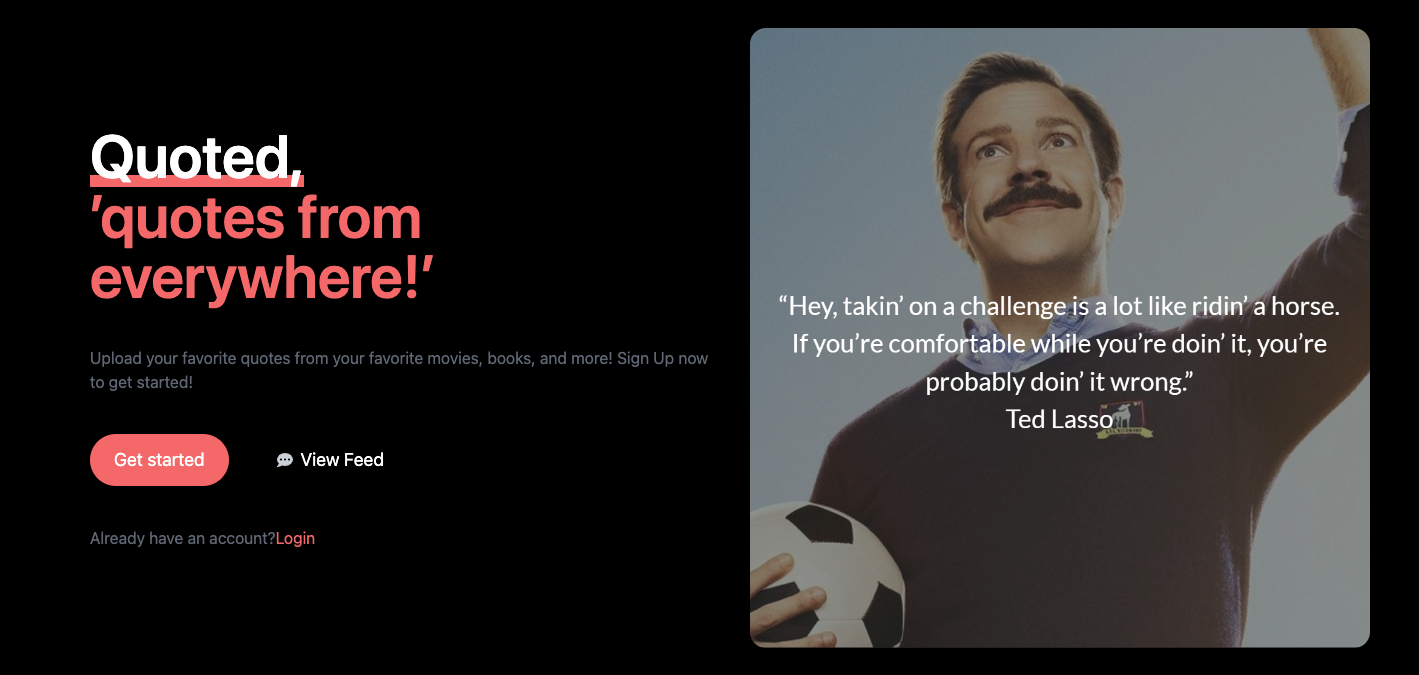 Quoted,
’quotes from
everywhere!’
Upload your favorite quotes from your favorite movies, books, and more! Sign Up now
to get started!
Get started
View Feed
Already have an account?Login
“Hey, takin’ on a challenge is a lot like ridin’ a horse.
If you’re comfortable while you’re doin’ it, you’re
probably doin’ it wrong.”
Ted Lasso